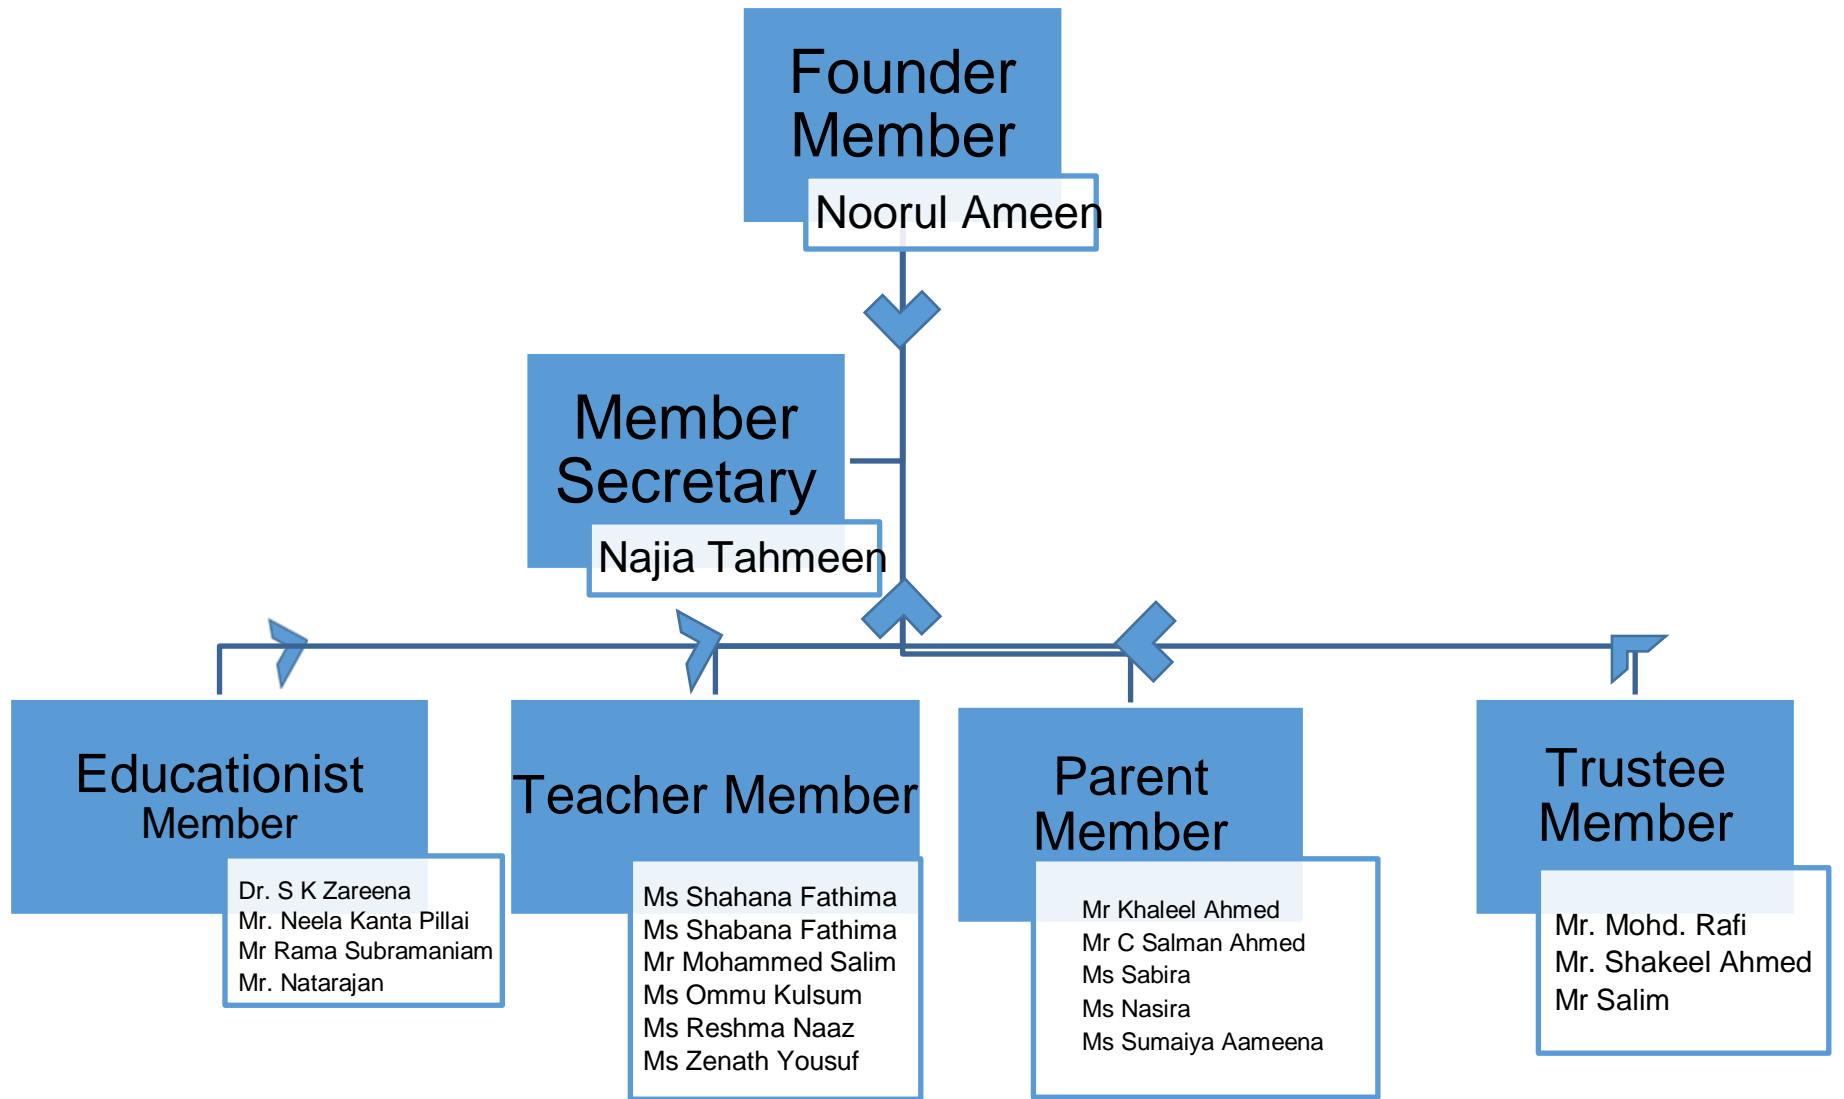 Founder
Member
Noorul Ameen
Member
Secretary
Najia Tahmeen
Educationist
Member
Dr. S K Zareena
Mr. Neela Kanta Pillai
Mr Rama Subramaniam
Mr. Natarajan
Teacher Member
Ms Shahana Fathima
Ms Shabana Fathima
Mr Mohammed Salim
Ms Ommu Kulsum
Ms Reshma Naaz
Ms Zenath Yousuf
Parent
Member
Mr Khaleel Ahmed
Mr C Salman Ahmed
Ms Sabira
Ms Nasira
Ms Sumaiya Aameena
Trustee
Member
Mr. Mohd. Rafi
Mr. Shakeel Ahmed
Mr Salim